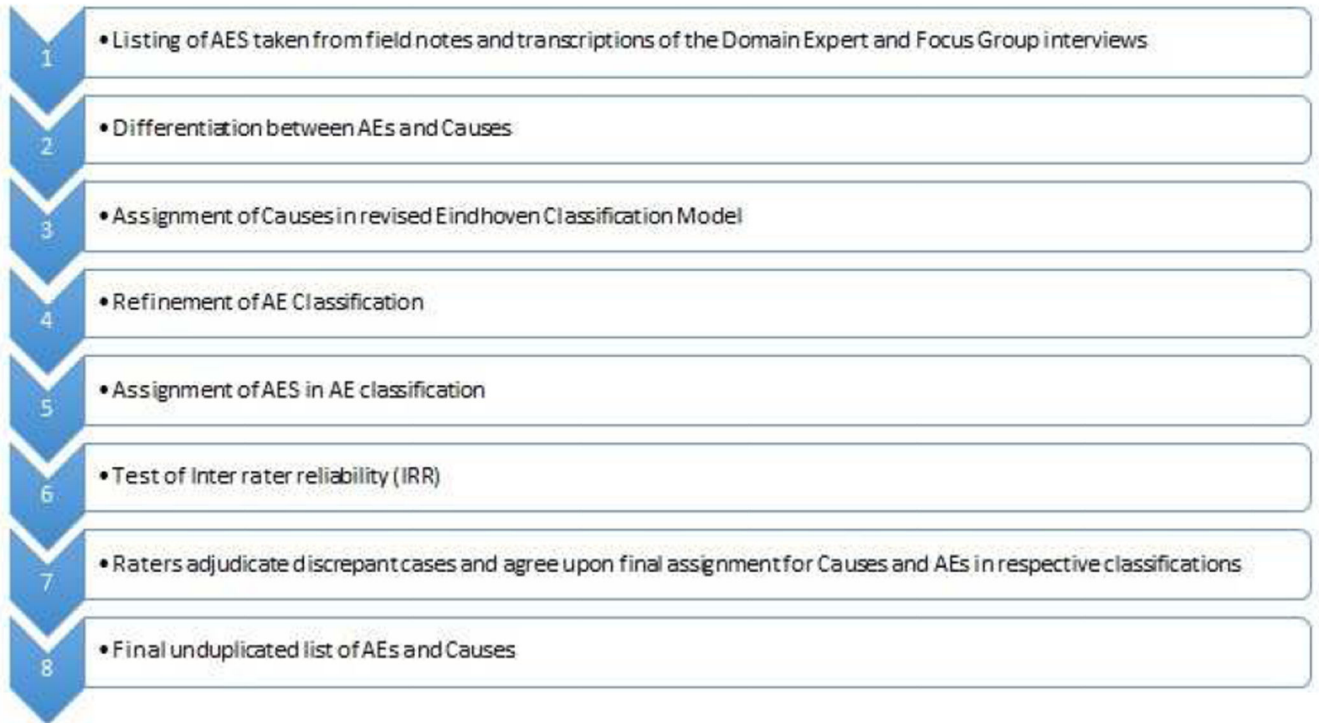 1
• Listing of AES taken from field notes and transcriptions of the Domain Expert and Focus Group interviews
2
• Differentiation between AEs and Causes
3
• Assignment of Causes in revised Eindhoven Classification Model
4
• Refinement of AE Classification
5
• Assignment of AES in AE classification
6
• Test of Inter rater reliability (IRR)
7
• Raters adjudicate discrepant cases and agree upon final assignment for Causes and AEs in respective classifications
8
• Final unduplicated list of AEs and Causes